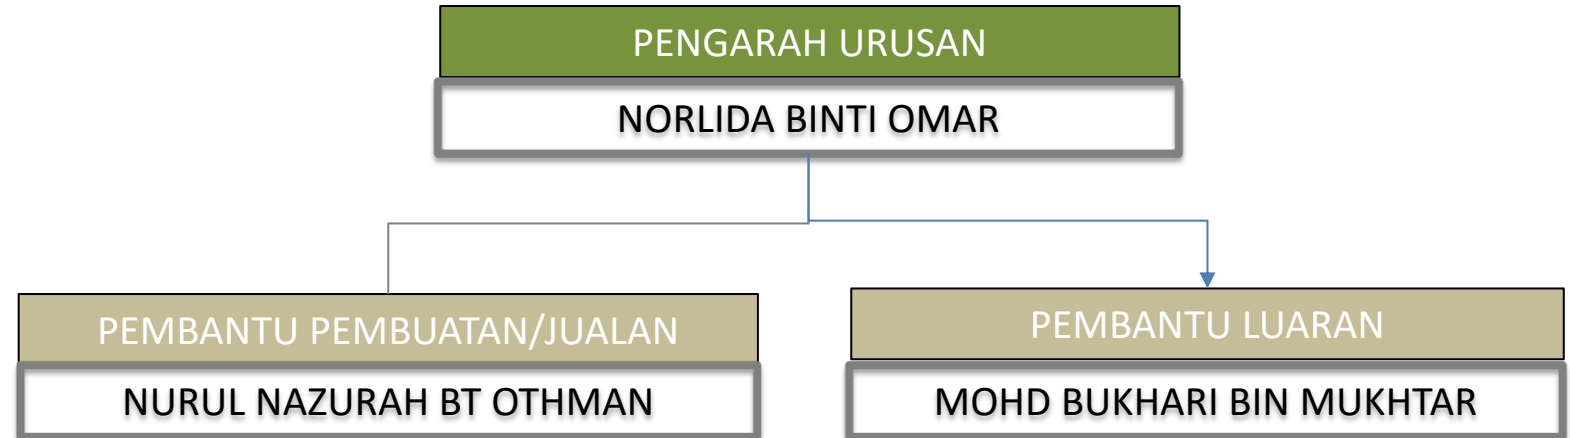 PENGARAH URUSAN
NORLIDA BINTI OMAR
PEMBANTU PEMBUATAN/JUALAN
NURUL NAZURAH BT OTHMAN
PEMBANTU LUARAN
MOHD BUKHARI BIN MUKHTAR